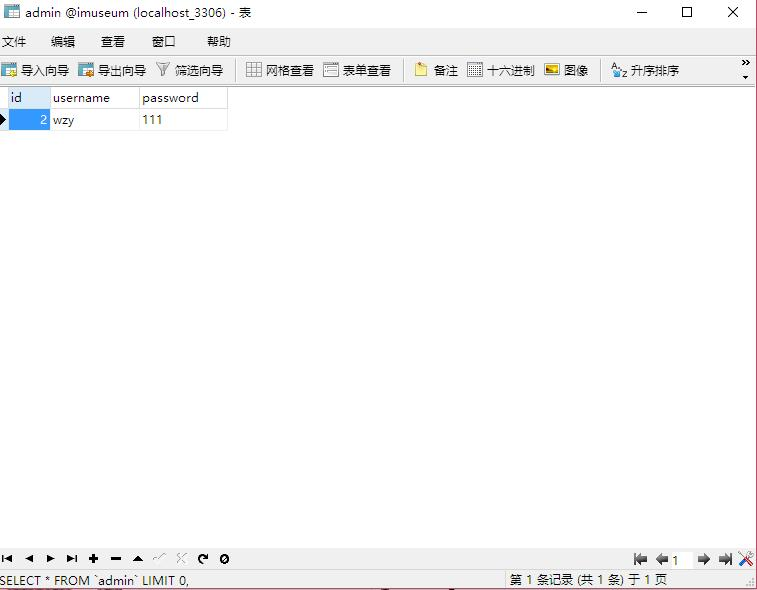 admin @imuseum (localhost_3306) - 表
文件 编辑 查看 窗口 帮助
导入向导 导出向导 筛选向导 网格查看 表单查看 备注 十六进制 图像 升序排序
id username password
2 wzy 111
1
SELECT * FROM `admin` LIMIT 0, 第 1 条记录 (共 1 条) 于 1 页